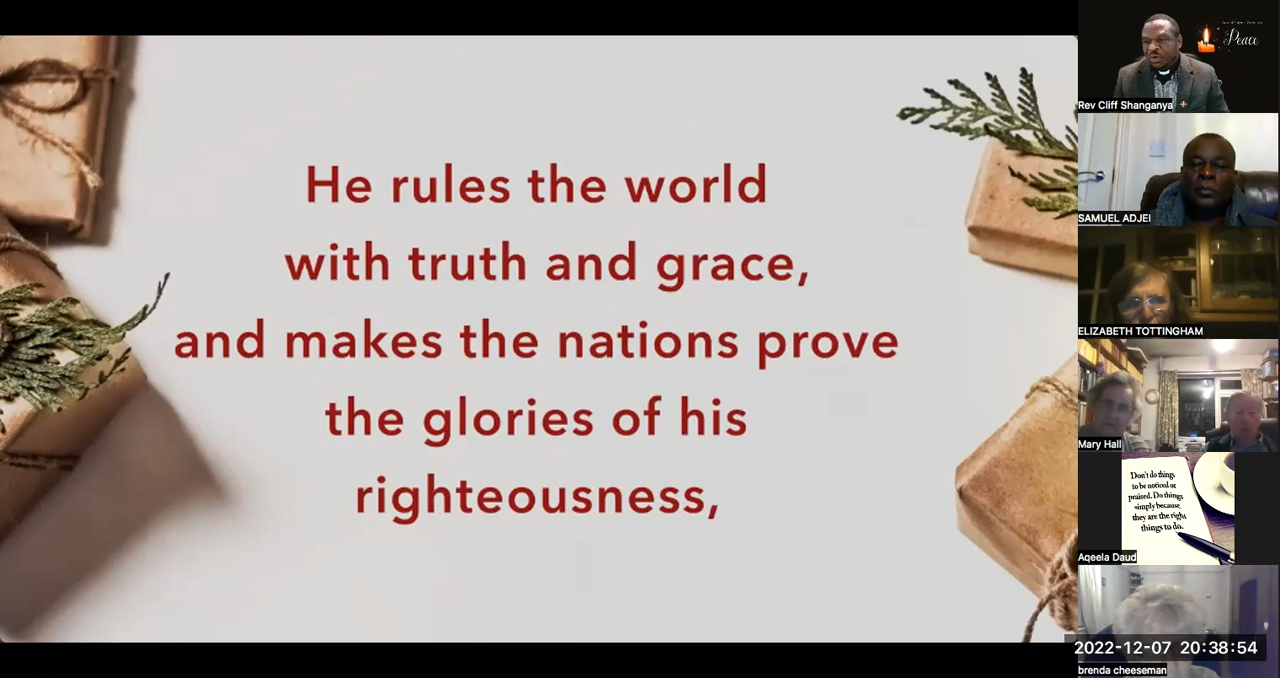 He rules the world
with truth and grace,
and makes the nations prove
the glories of his
righteousness,
Peace
Rev Cliff Shanganya
SAMUEL ADJEI
ELIZABETH TOTTINGHAM
Mary Hall
Don't do things
to be noticed or
praised. Do things
simply because
they are the right
things to do.
Aqeela Daud
2022-12-07 20:38:54
brenda cheeseman